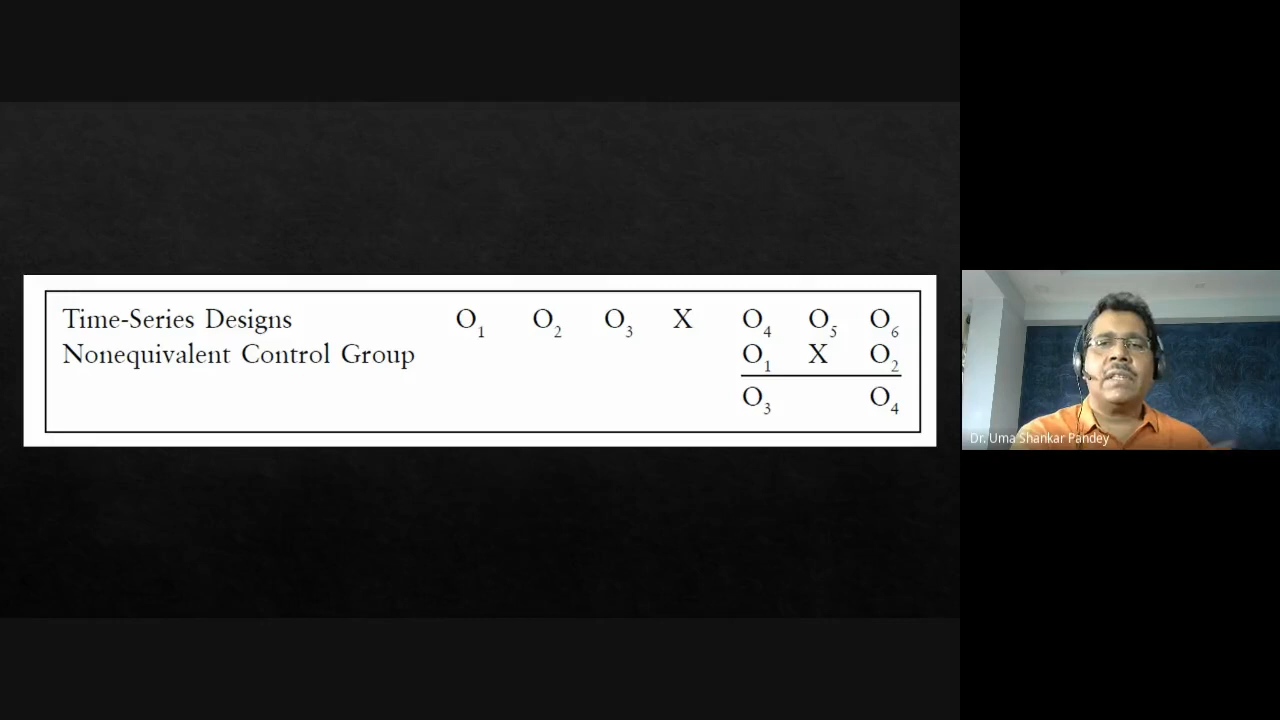 Time-Series Designs O₁ O₂ O₃ X O₄ O₅ O₆
Nonequivalent Control Group O₁ X O₂
O₃ O₄
Dr. Uma Shankar Pandey